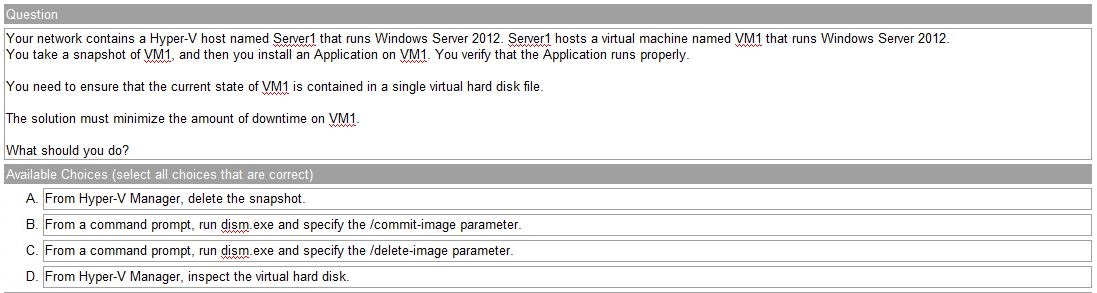 Question
Your network contains a Hyper-V host named Server1 that runs Windows Server 2012. Server1 hosts a virtual machine named VM1 that runs Windows Server 2012.
You take a snapshot of VM1, and then you install an Application on VM1. You verify that the Application runs properly.
You need to ensure that the current state of VM1 is contained in a single virtual hard disk file.
The solution must minimize the amount of downtime on VM1.
What should you do?
Available Choices (select all choices that are correct)
A. From Hyper-V Manager, delete the snapshot.
B. From a command prompt, run dism.exe and specify the /commit-image parameter.
C. From a command prompt, run dism.exe and specify the /delete-image parameter.
D. From Hyper-V Manager, inspect the virtual hard disk.